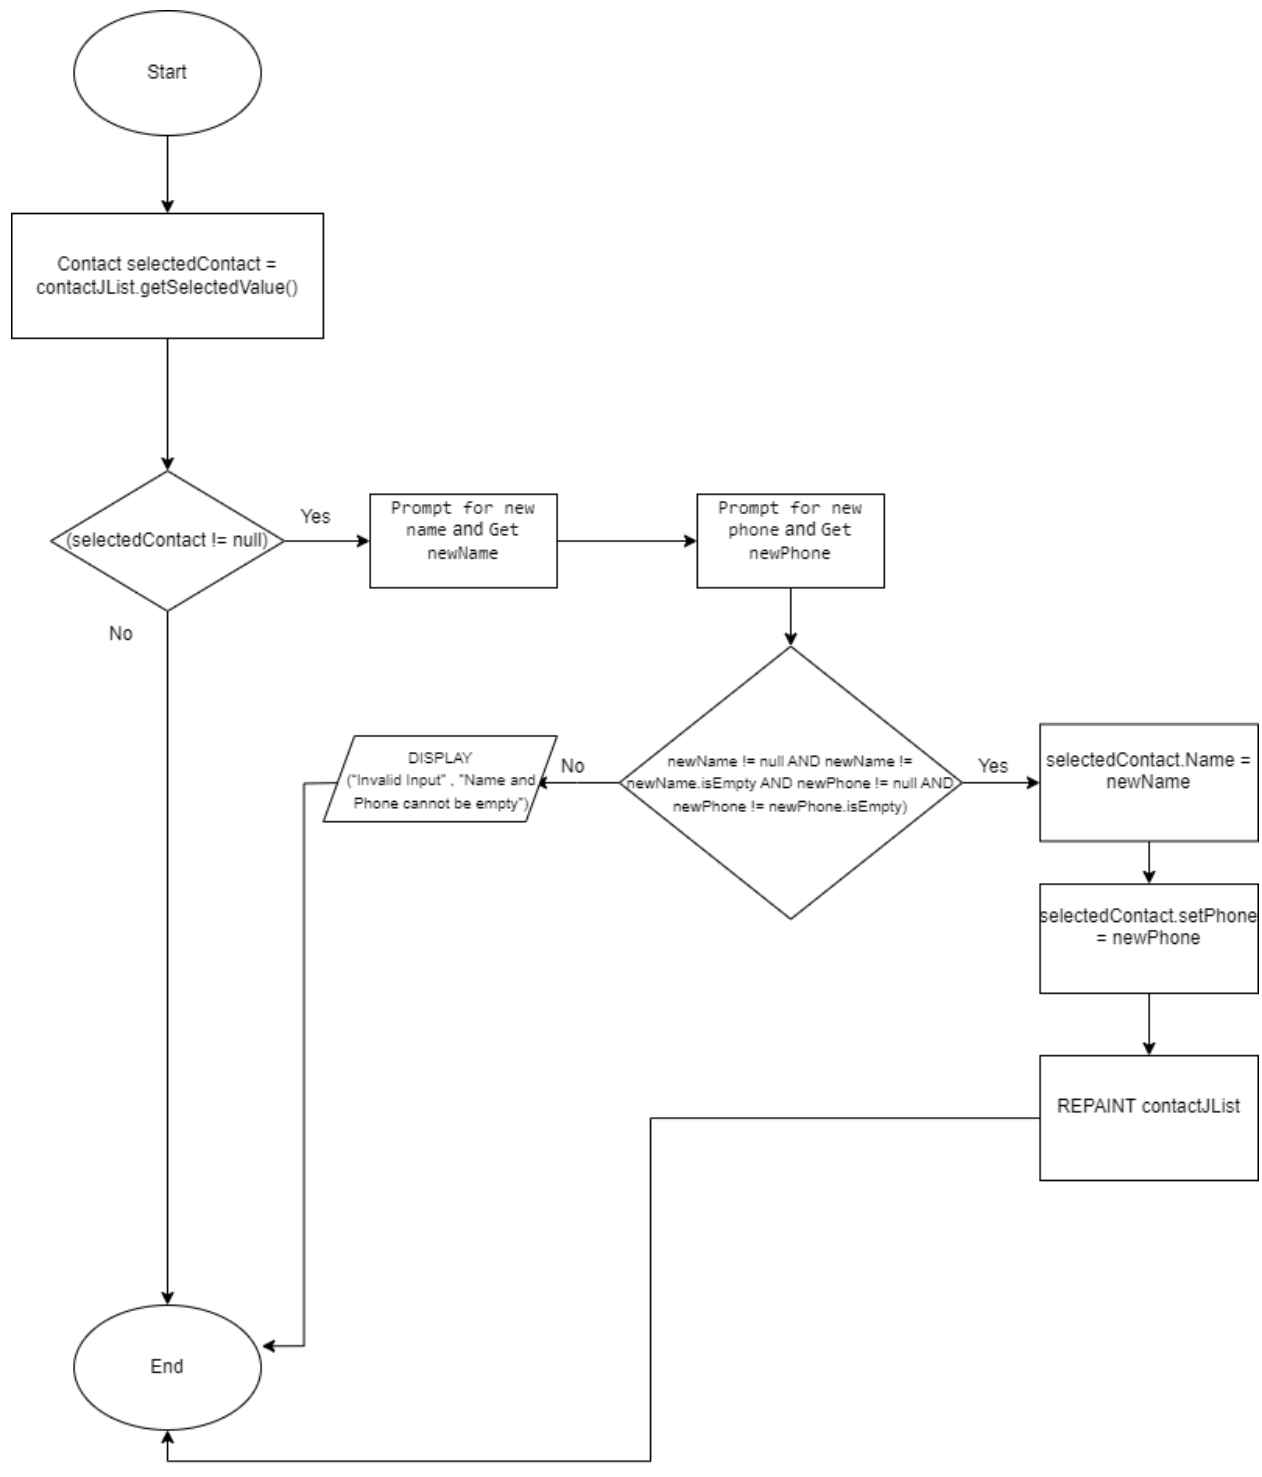 Start
Contact selectedContact =
contactJList.getSelectedValue()
(selectedContact != null)
Yes
No
Prompt for new
name and Get
newName
Prompt for new
phone and Get
newPhone
newName != null AND newName !=
newName.isEmpty AND newPhone != null AND
newPhone != newPhone.isEmpty)
No
Yes
DISPLAY
("Invalid Input" , "Name and
Phone cannot be empty")
selectedContact.Name =
newName
selectedContact.setPhone
= newPhone
REPAINT contactJList
End